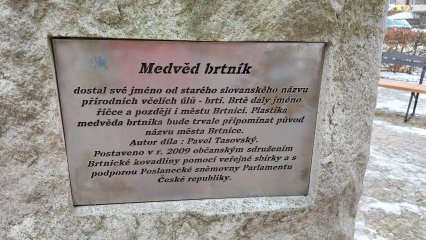 Medvěd brtník
dostal své jméno od starého slovanského názvu
přírodních včelích úlů - brtí. Brtě daly jméno
říčce a později i městu Brtnici. Plastika
medvěda brtníka bude trvale připomínat původ
názvu města Brtnice.
Autor díla : Pavel Tasovský.
Postaveno v r. 2009 občanským sdružením
Brtnické kovadliny pomocí veřejné sbírky a s
podporou Poslanecké sněmovny Parlamentu
České republiky.